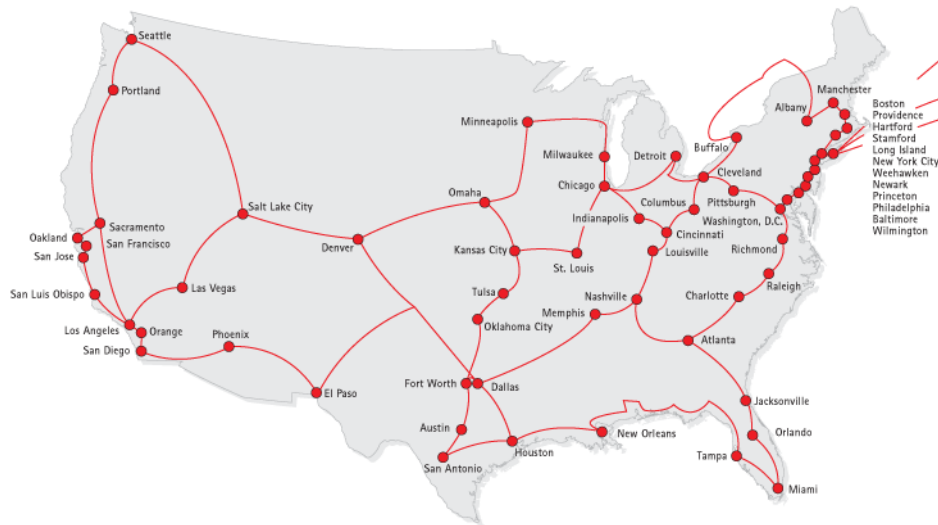 Seattle
Portland
Manchester
Albany
Boston
Providence
Hartford
Stamford
Long Island
New York City
Weehawken
Newark
Princeton
Philadelphia
Baltimore
Wilmington
Minneapolis
Buffalo
Milwaukee
Detroit
Cleveland
Chicago
Omaha
Columbus
Pittsburgh
Salt Lake City
Indianapolis
Washington, D.C.
Sacramento
Cincinnati
Oakland
San Francisco
Denver
Kansas City
Louisville
Richmond
San Jose
St. Louis
Las Vegas
Raleigh
San Luis Obispo
Tulsa
Nashville
Charlotte
Memphis
Los Angeles
Orange
Phoenix
Oklahoma City
San Diego
Atlanta
El Paso
Fort Worth
Dallas
Jacksonville
Austin
New Orleans
Orlando
Houston
Tampa
San Antonio
Miami